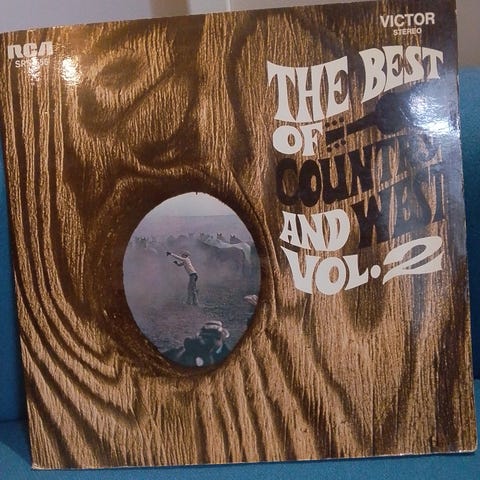 RCA
VICTOR
STEREO
THE BEST
OF
COUNTRY
AND WEST
VOL.2